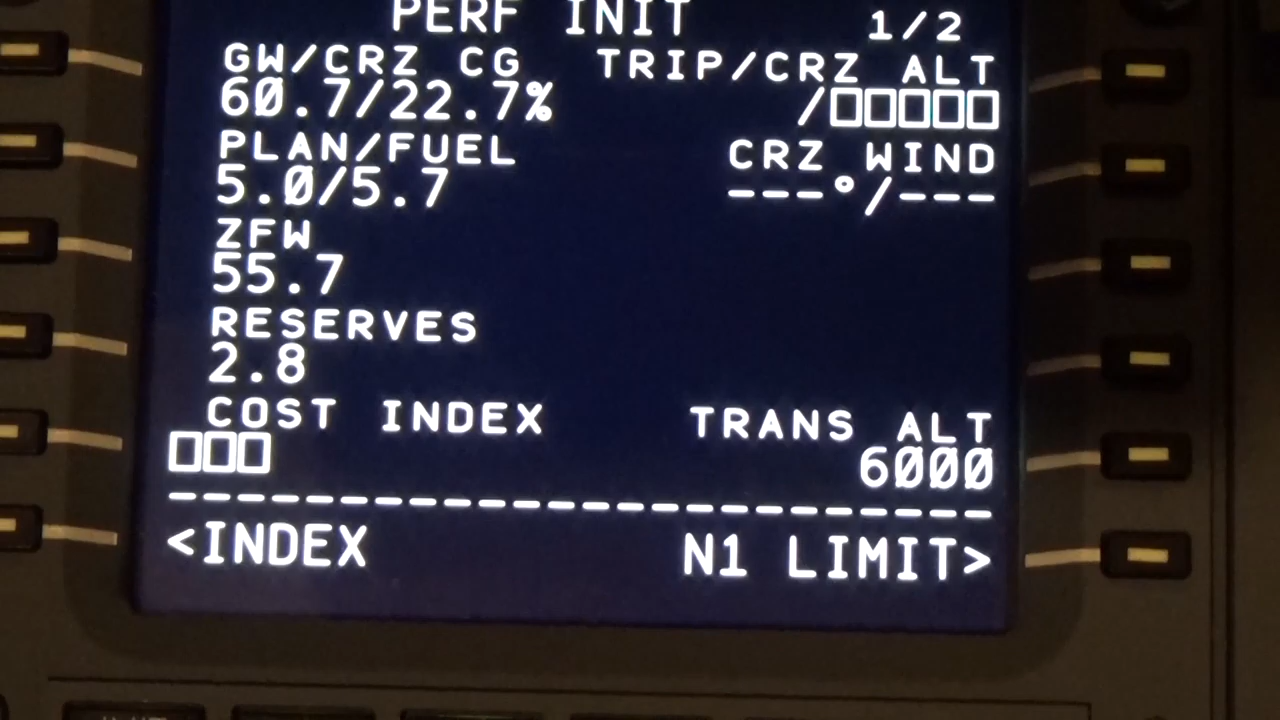 PERF INIT 1/2
GW/CRZ CG TRIP/CRZ ALT
60.7/22.7% /□□□□□
PLAN/FUEL CRZ WIND
5.0/5.7 ---°/---
ZFW
55.7
RESERVES
2.8
COST INDEX TRANS ALT
□□□ 6000
------------------------
<INDEX N1 LIMIT>